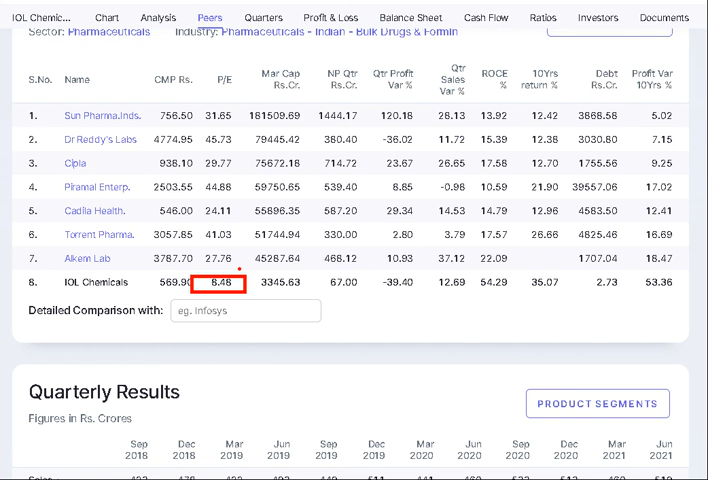 IOL Chemic... Chart Analysis Peers Quarters Profit & Loss Balance Sheet Cash Flow Ratios Investors Documents
Sector: Pharmaceuticals Industry: Pharmaceuticals - Indian - Bulk Drugs & Formln
S.No. Name CMP Rs. P/E Mar Cap Rs.Cr. NP Qtr Rs.Cr. Qtr Profit Var % Qtr Sales Var % ROCE % 10Yrs return % Debt Rs.Cr. Profit Var 10Yrs %
1. Sun Pharma.Inds. 756.50 31.65 181509.69 1444.17 120.18 28.13 13.92 12.42 3868.58 5.02
2. Dr Reddy's Labs 4774.95 45.73 79445.42 380.40 -36.02 11.72 15.39 12.38 3030.80 7.15
3. Cipla 938.10 29.77 75672.18 714.72 23.67 26.65 17.58 12.70 1755.56 9.25
4. Piramal Enterp. 2503.55 44.88 59750.65 539.40 8.85 -0.98 10.59 21.90 39557.06 17.02
5. Cadila Health. 546.00 24.11 55896.35 587.20 29.34 14.53 14.79 12.96 4583.50 12.41
6. Torrent Pharma. 3057.85 41.03 51744.94 330.00 2.80 3.79 17.57 26.66 4825.46 16.69
7. Alkem Lab 3787.70 27.76 45287.64 468.12 10.93 37.12 22.09 1707.04 18.47
8. IOL Chemicals 569.90 8.48 3345.63 67.00 -39.40 12.69 54.29 35.07 2.73 53.36
Detailed Comparison with: eg. Infosys
Quarterly Results
PRODUCT SEGMENTS
Figures in Rs. Crores
Sep 2018 Dec 2018 Mar 2019 Jun 2019 Sep 2019 Dec 2019 Mar 2020 Jun 2020 Sep 2020 Dec 2020 Mar 2021 Jun 2021